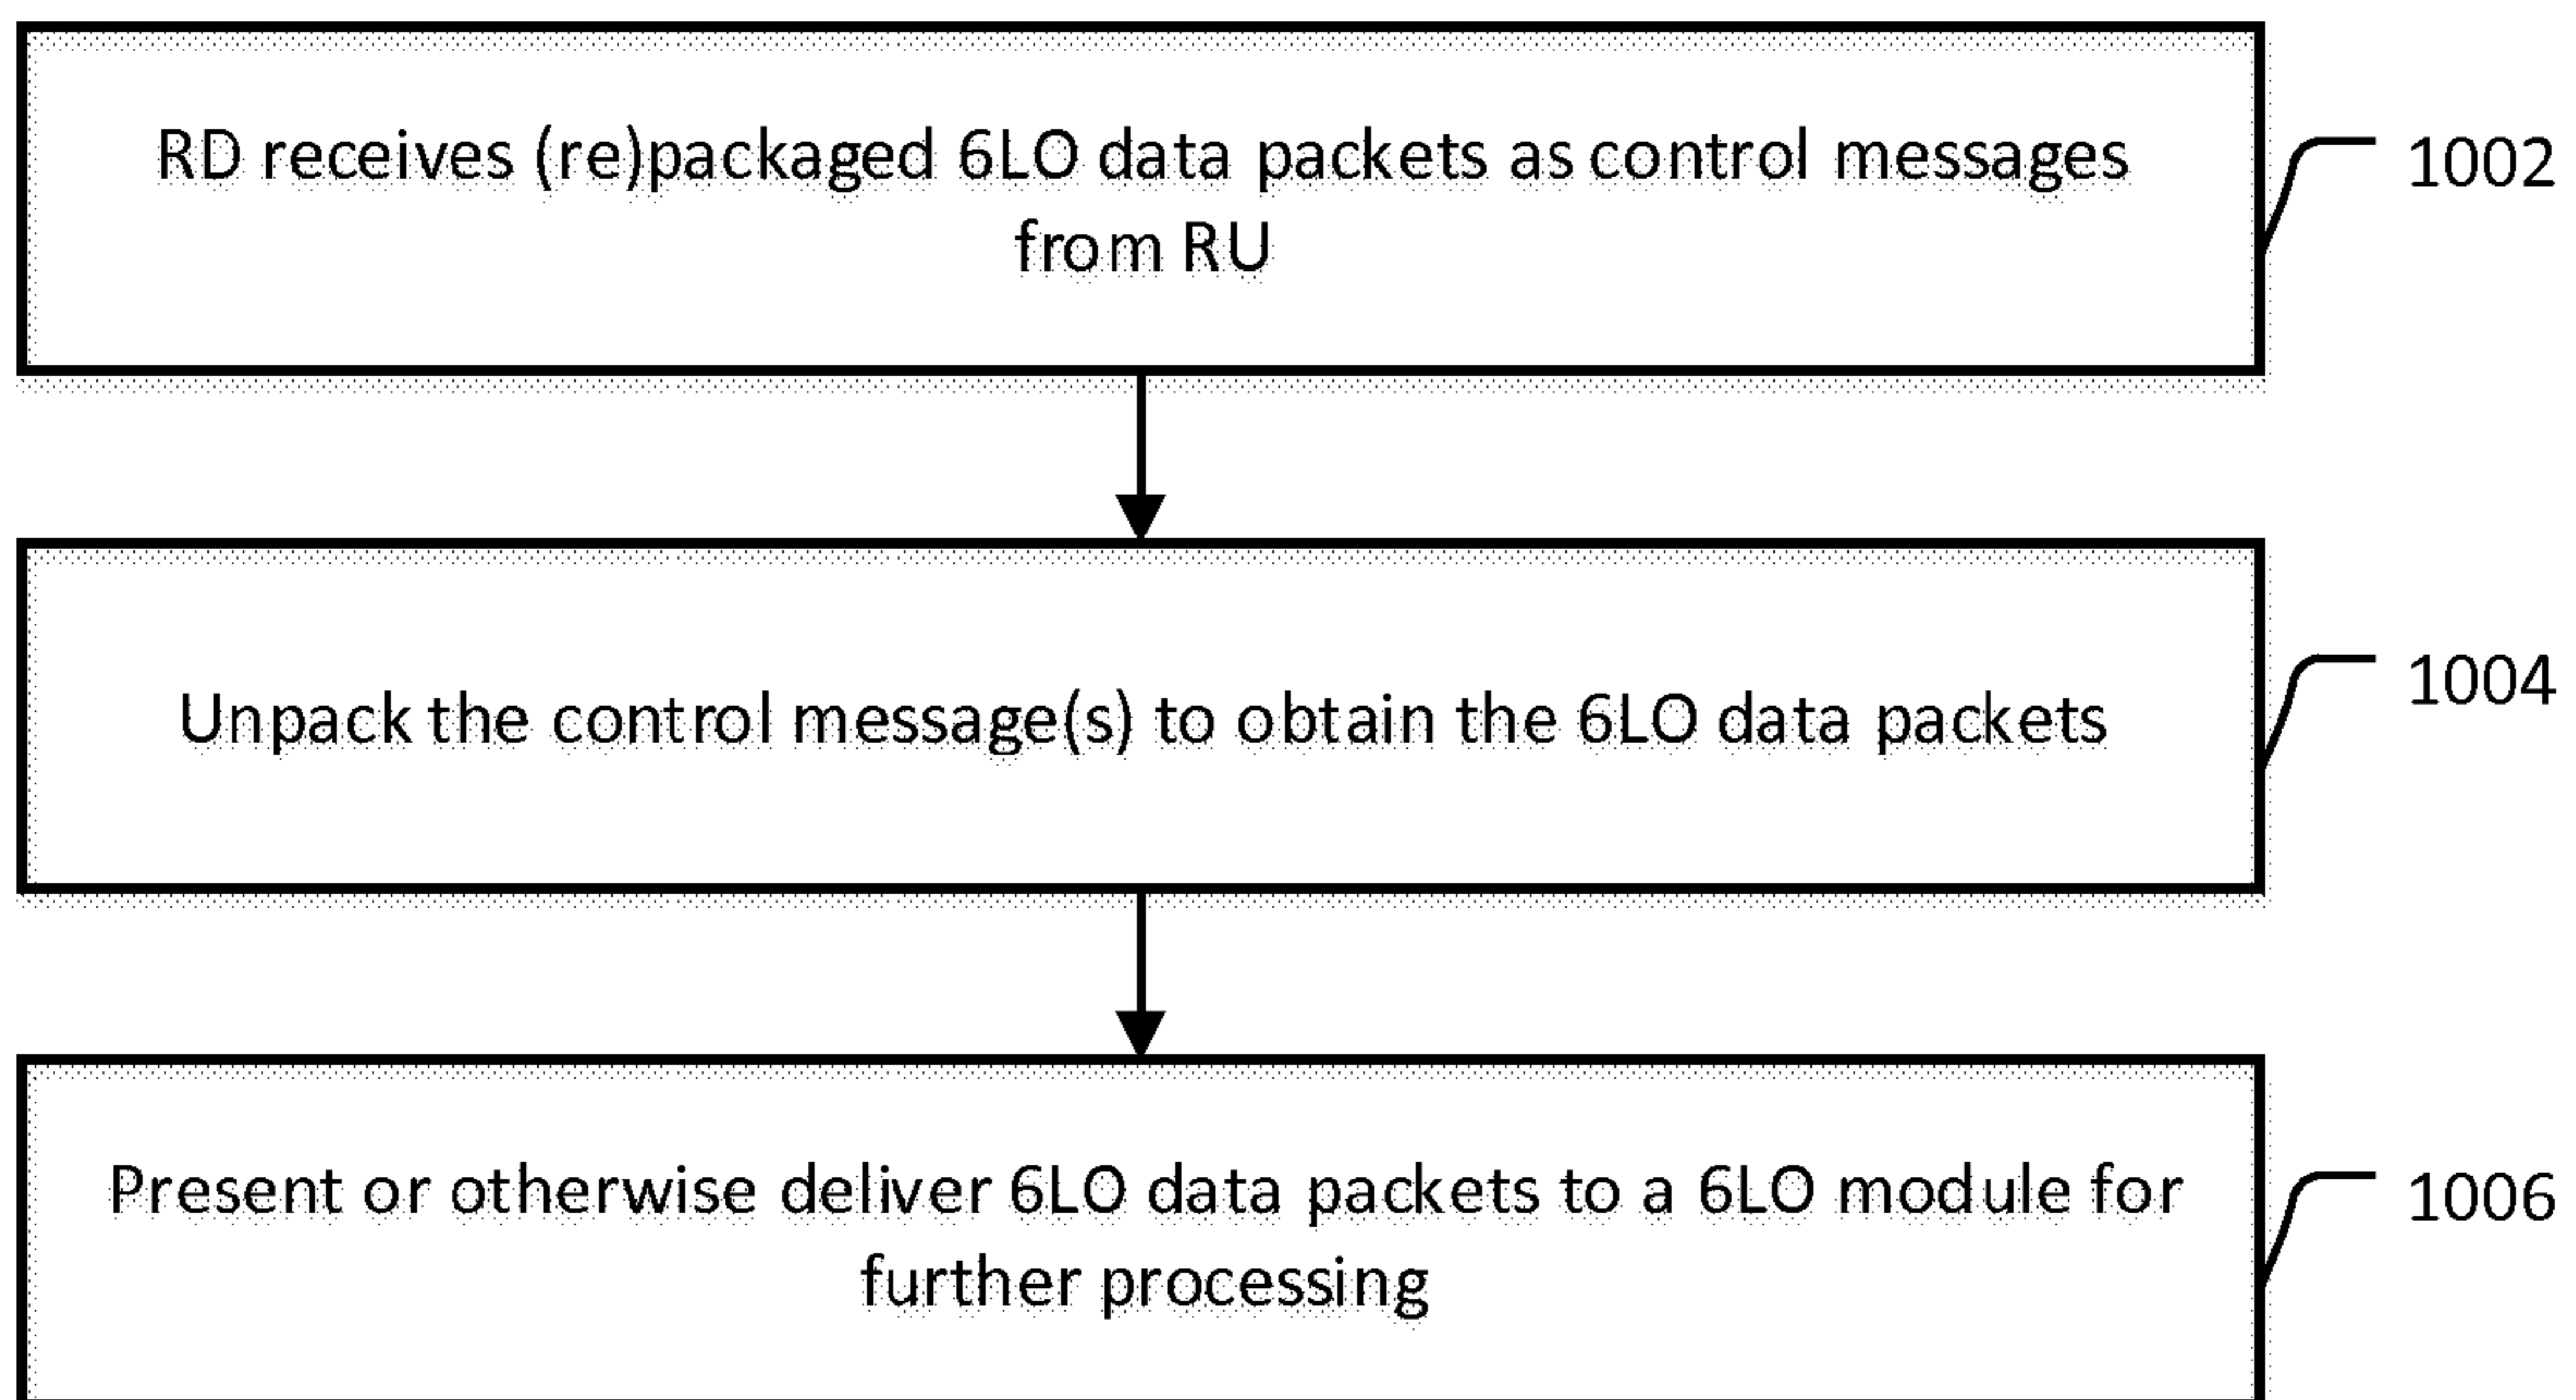 RD receives (re)packaged 6LO data packets as control messages
from RU
1002
Unpack the control message(s) to obtain the 6LO data packets
1004
Present or otherwise deliver 6LO data packets to a 6LO module for
further processing
1006